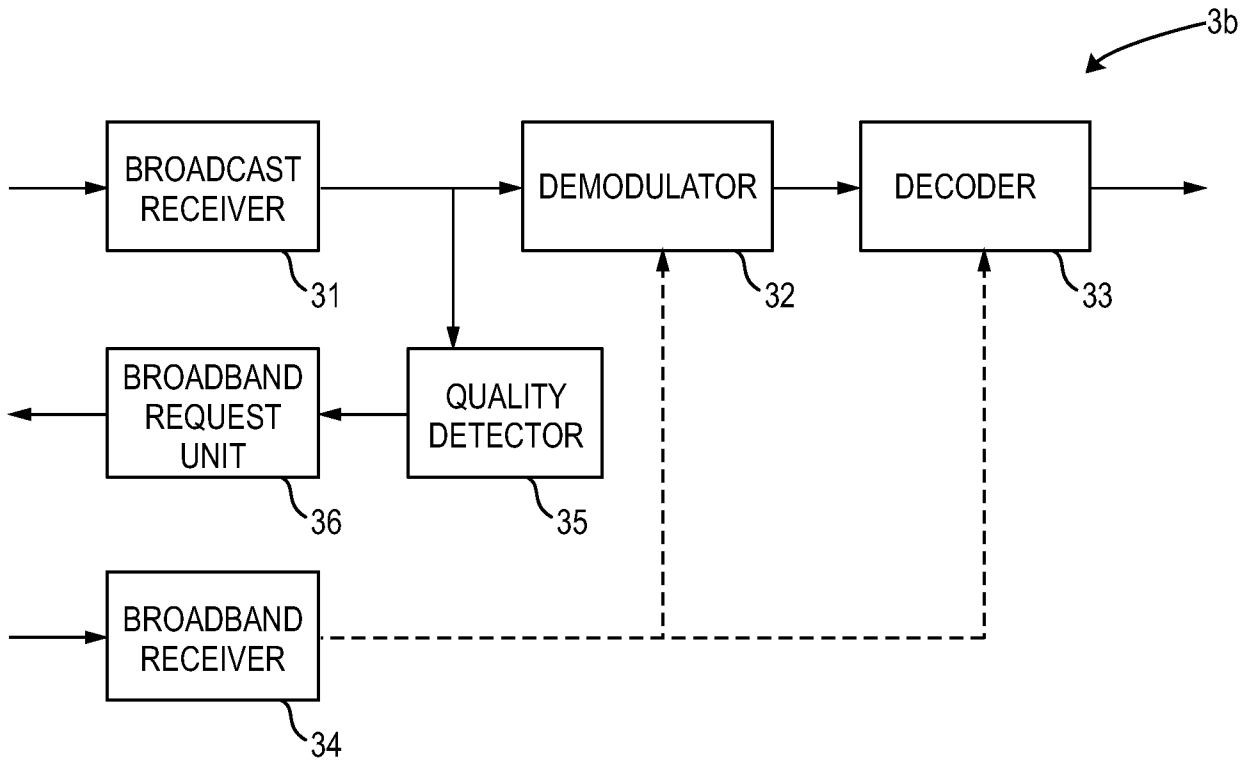 3b
BROADCAST
RECEIVER
31
DEMODULATOR
32
DECODER
33
BROADBAND
REQUEST
UNIT
36
QUALITY
DETECTOR
35
BROADBAND
RECEIVER
34